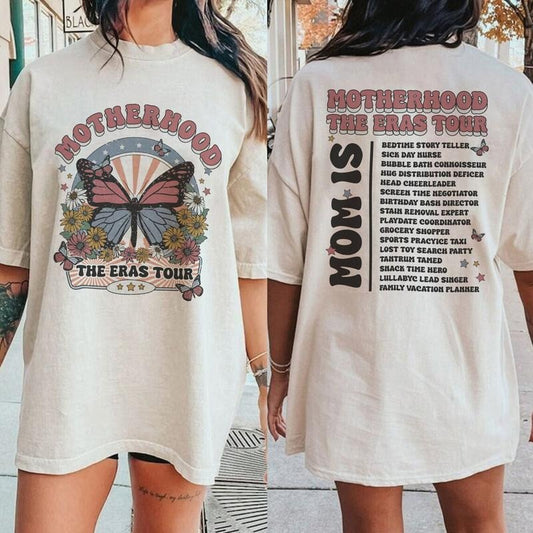 BLAC
MOTHERHOOD
THE ERAS TOUR
MOTHERHOOD
THE ERAS TOUR
MOM IS
BEDTIME STORY TELLER
SICK DAY NURSE
BUBBLE BATH CONNOISSEUR
HUG DISTRIBUTION DEFICER
HEAD CHEERLEADER
SCREEN TIME NEGOTIATOR
BIRTHDAY BASH DIRECTOR
STAIN REMOVAL EXPERT
PLAYDATE COORDINATOR
GROCERY SHOPPER
SPORTS PRACYICE TAXI
LOST TOY SEARCH PARTY
TANTRUM TAMED
SNACK TIME HERO
LULLABYC LEAD SINGER
FAMILY VACATION PLANNER